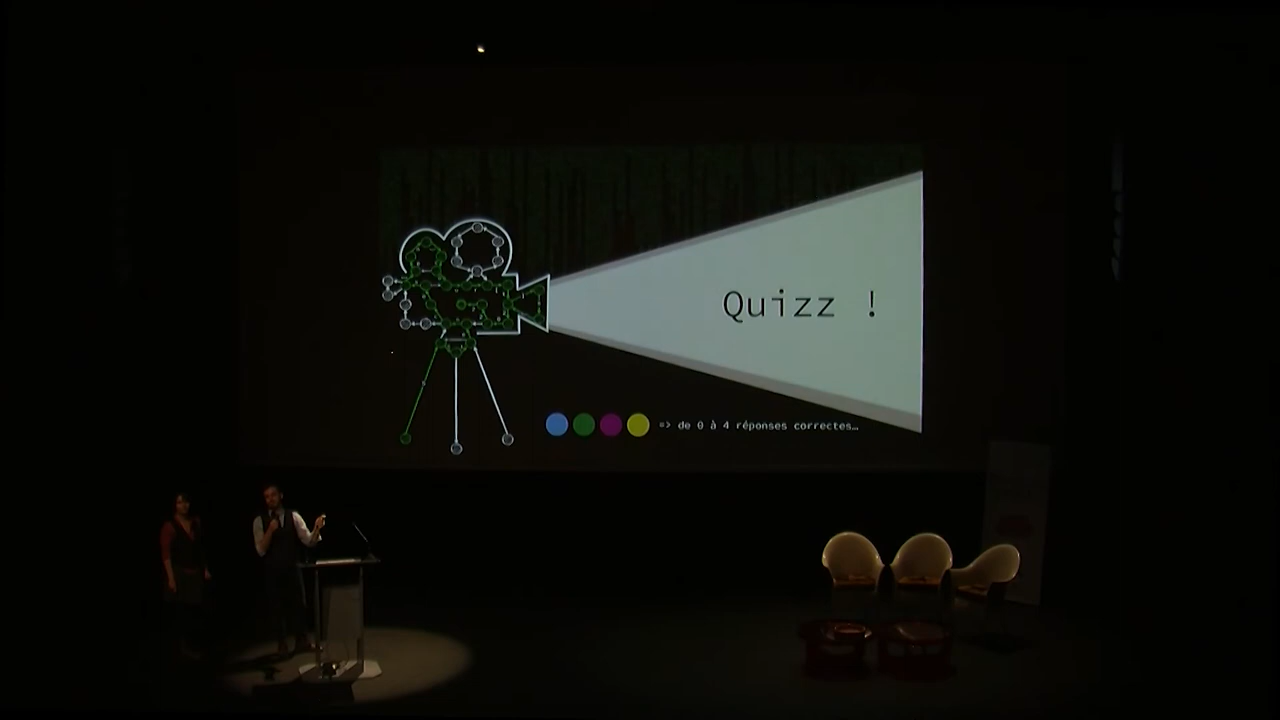 Quizz !
=> de 0 à 4 réponses correctes…